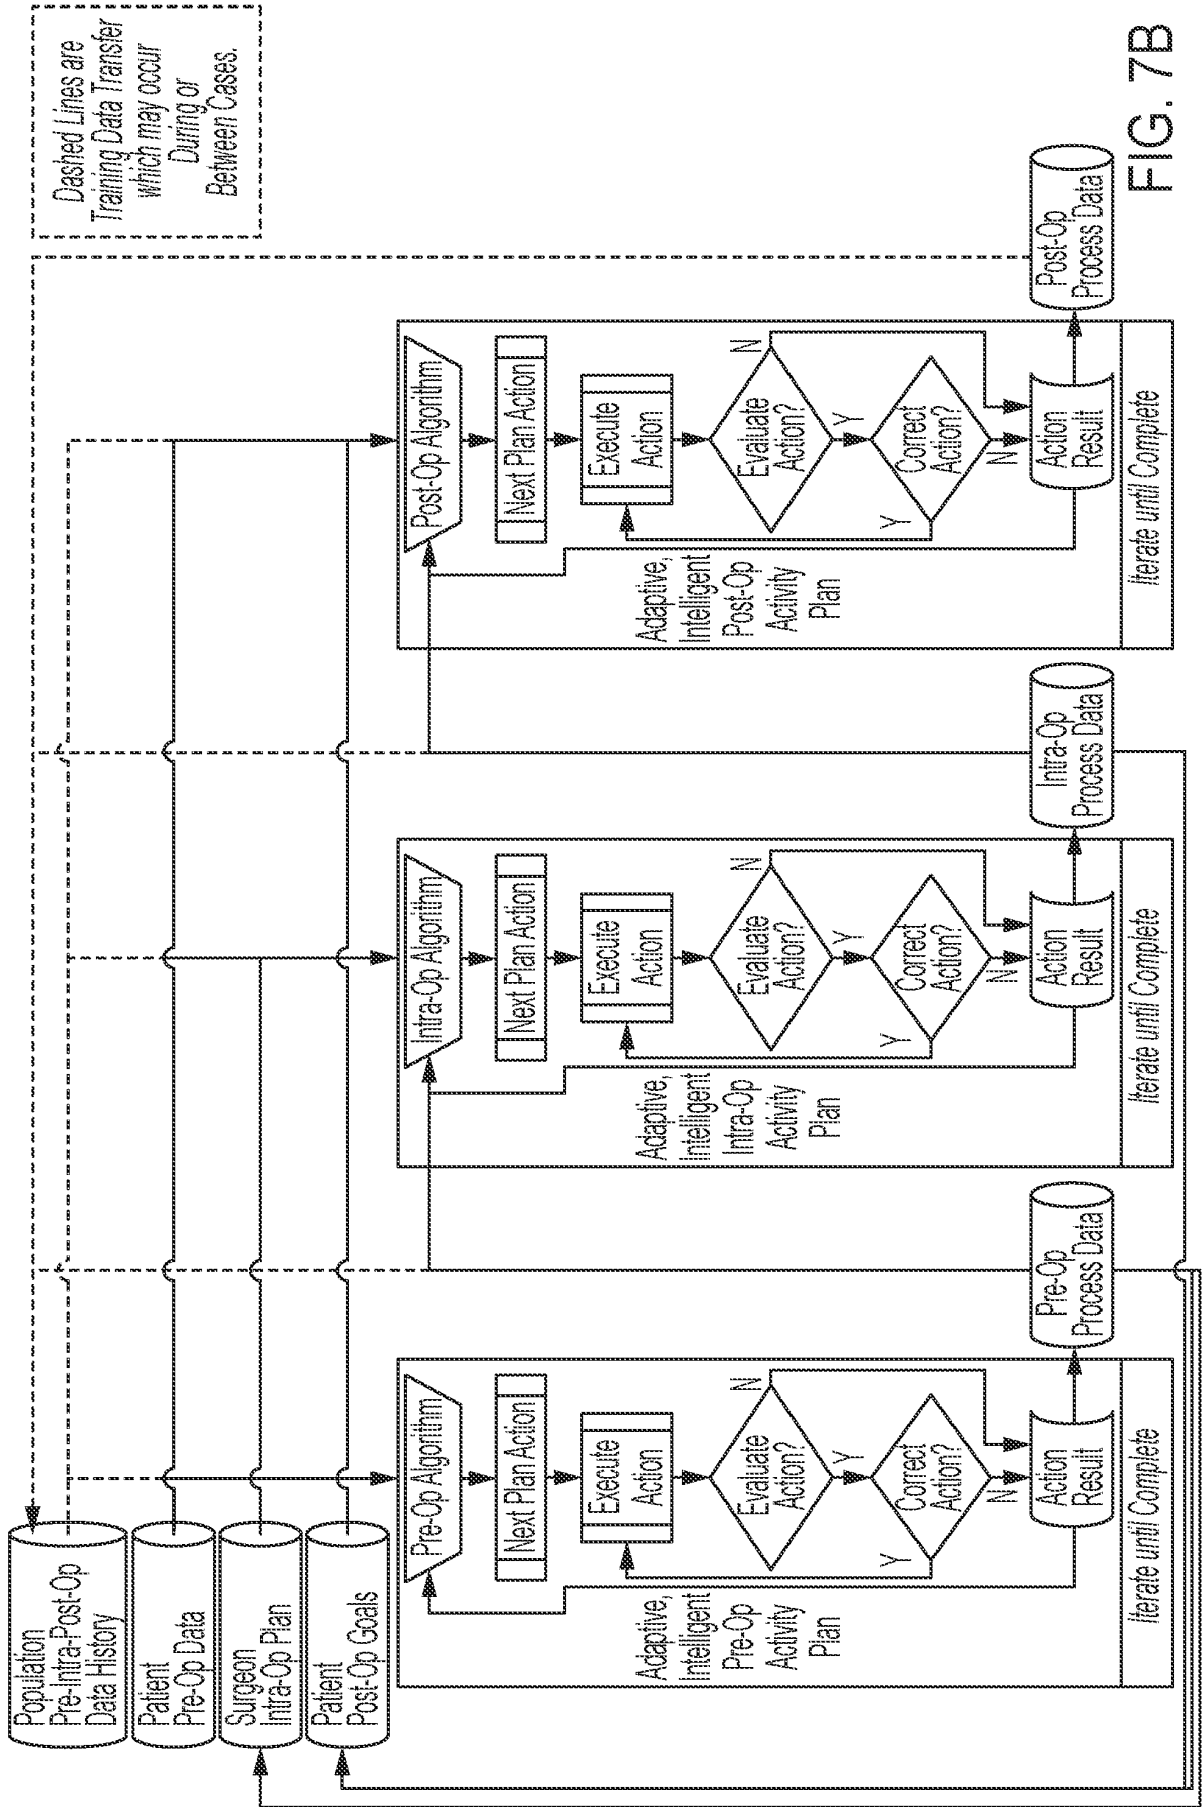 Dashed Lines are
Training Data Transfer
which may occur
During or
Between Cases.
Population
Pre-Intra-Post-Op
Data History
Patient
Pre-Op Data
Surgeon
Intra-Op Plan
Patient
Post-Op Goals
Pre-Op Algorithm
Next Plan Action
Execute
Action
Evaluate
Action?
N
Y
Correct
Action?
Y
N
Action
Result
Adaptive,
Intelligent
Pre-Op
Activity
Plan
Iterate until Complete
Pre-Op
Process Data
Intra-Op Algorithm
Next Plan Action
Execute
Action
Evaluate
Action?
N
Y
Correct
Action?
Y
N
Action
Result
Adaptive,
Intelligent
Intra-Op
Activity
Plan
Iterate until Complete
Intra-Op
Process Data
Post-Op Algorithm
Next Plan Action
Execute
Action
Evaluate
Action?
N
Y
Correct
Action?
Y
N
Action
Result
Adaptive,
Intelligent
Post-Op
Activity
Plan
Iterate until Complete
Post-Op
Process Data
FIG. 7B